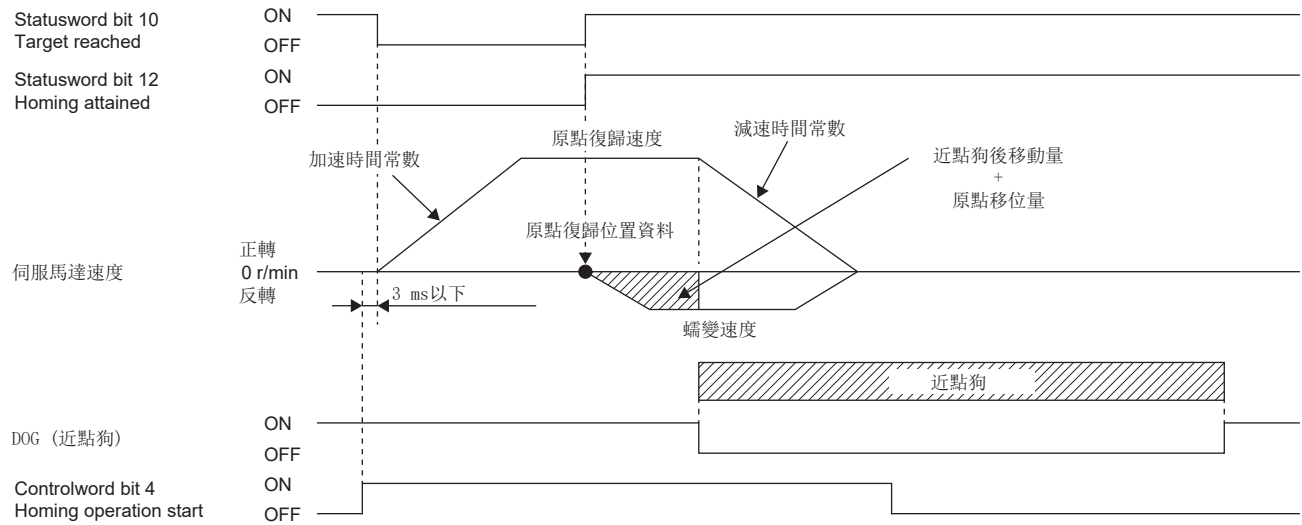 Statusword bit 10
Target reached
ON
OFF
Statusword bit 12
Homing attained
ON
OFF
原點復歸速度
減速時間常數
加速時間常數
近點狗後移動量
+
原點移位量
原點復歸位置資料
伺服馬達速度
正轉
0 r/min
反轉
3 ms以下
蠕變速度
近點狗
DOG (近點狗)
ON
OFF
Controlword bit 4
Homing operation start
ON
OFF